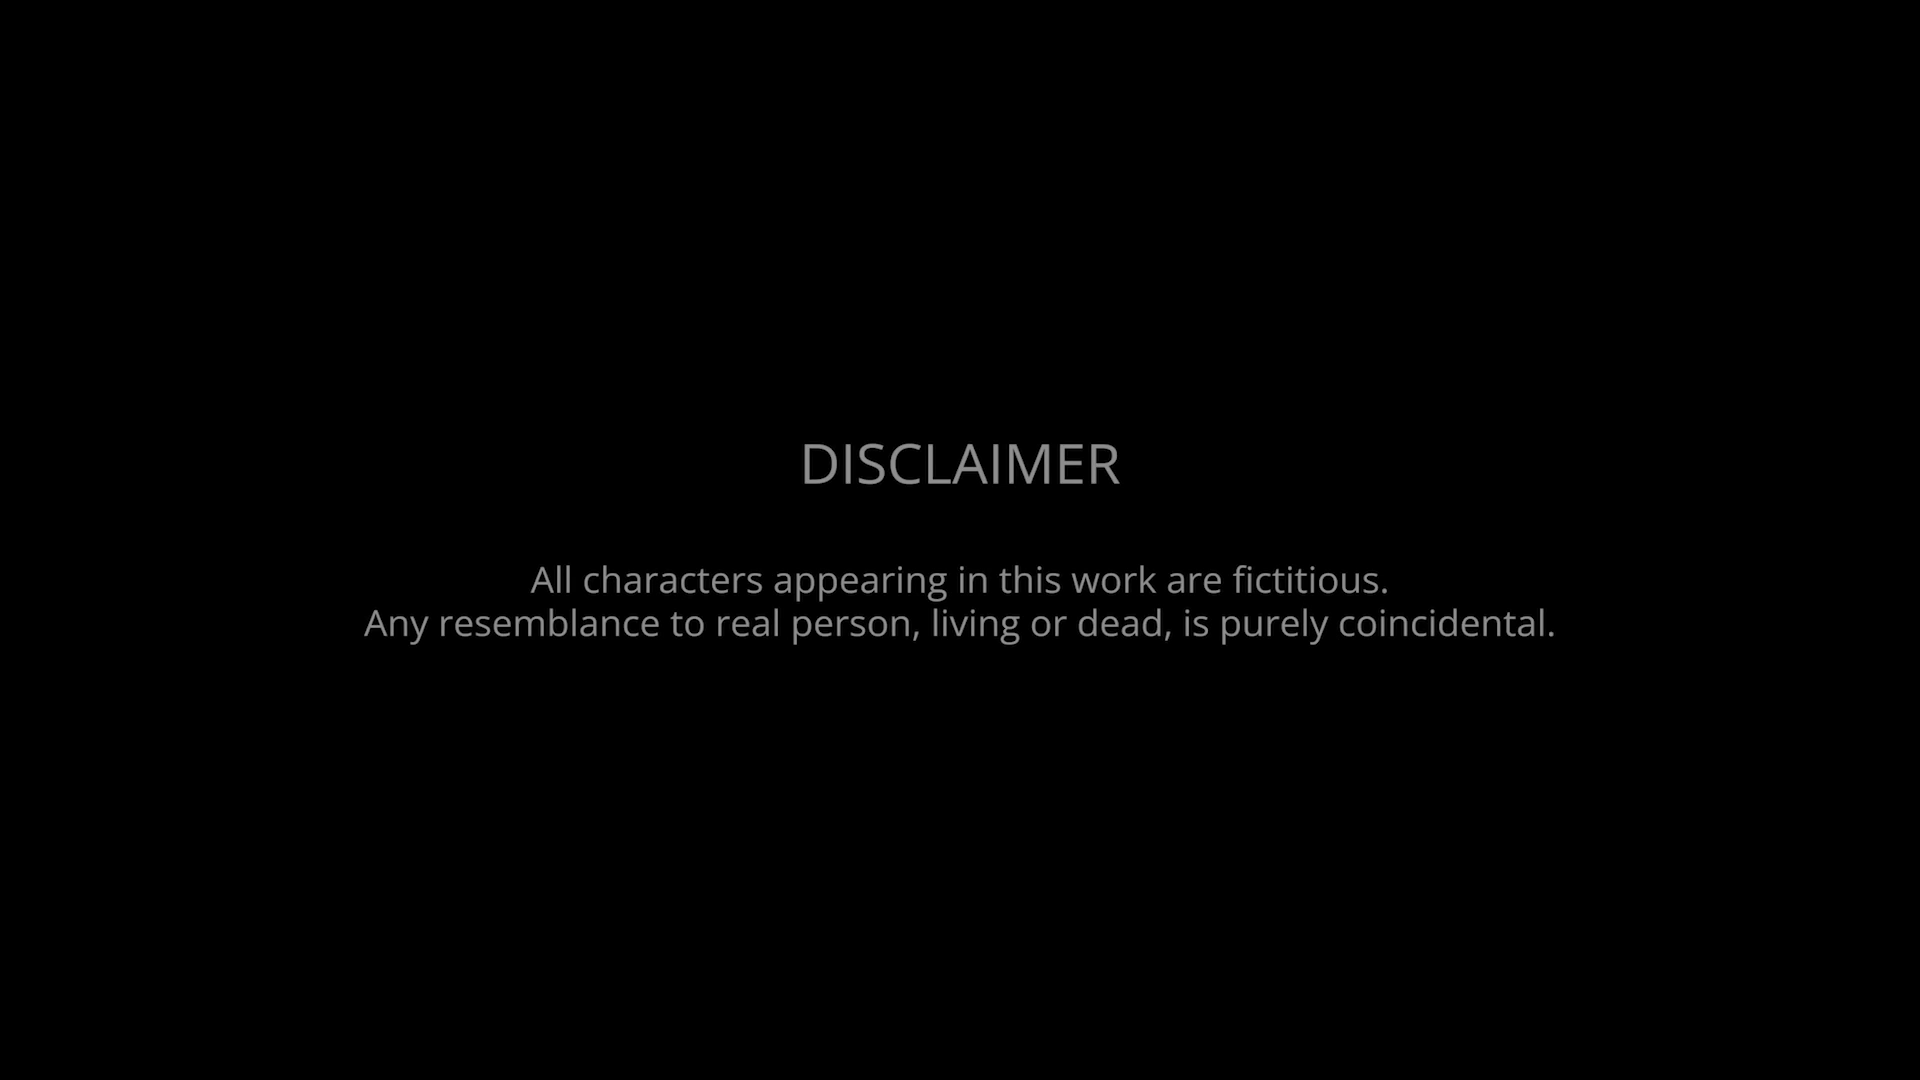 DISCLAIMER
All characters appearing in this work are fictitious.
Any resemblance to real person, living or dead, is purely coincidental.